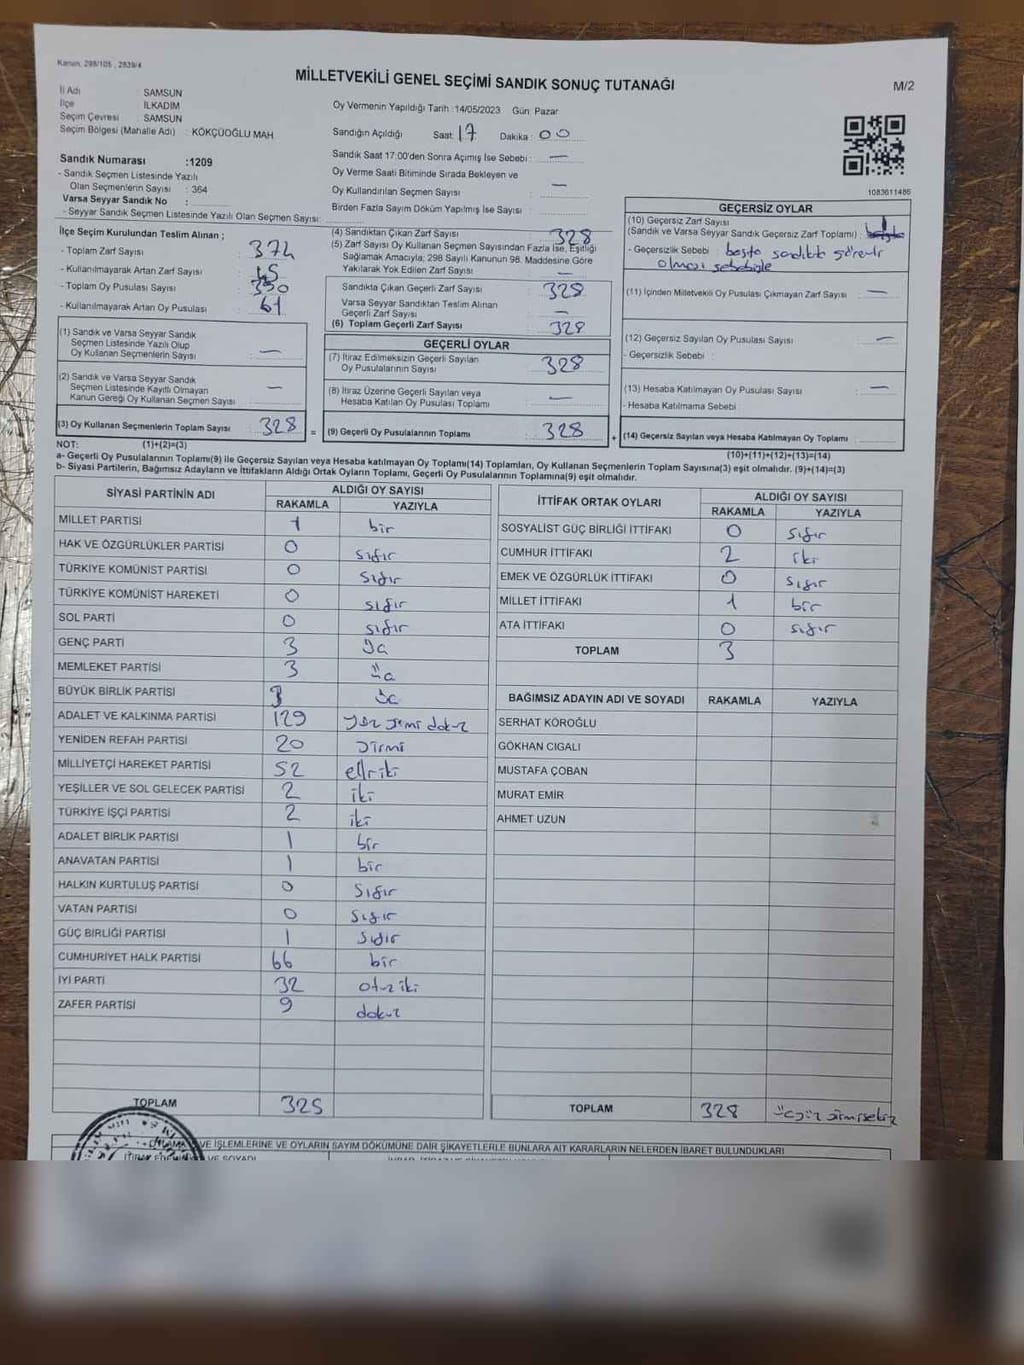 Kanun, 298/105 , 2839/4
MİLLETVEKİLİ GENEL SEÇİMİ SANDIK SONUÇ TUTANAĞI
M/2
İl Adı SAMSUN
İlçe İLKADIM
Seçim Çevresi SAMSUN
Seçim Bölgesi (Mahalle Adı) : KÖKÇÜOĞLU MAH
Oy Vermenin Yapıldığı Tarih :14/05/2023 Gün: Pazar
Sandığın Açıldığı Saat: 17 Dakika : 00
Sandık Saat 17:00'den Sonra Açımış İse Sebebi : —
Oy Verme Saati Bitiminde Sırada Bekleyen ve
Oy Kullandırılan Seçmen Sayısı : —
Birden Fazla Sayım Döküm Yapılmış İse Sayısı :
1083611486
Sandık Numarası :1209
- Sandık Seçmen Listesinde Yazılı
Olan Seçmenlerin Sayısı : 364
Varsa Seyyar Sandık No :
- Seyyar Sandık Seçmen Listesinde Yazılı Olan Seçmen Sayısı:
İlçe Seçim Kurulundan Teslim Alınan ;
- Toplam Zarf Sayısı : 374
- Kullanılmayarak Artan Zarf Sayısı : 45
- Toplam Oy Pusulası Sayısı :
- Kullanılmayarak Artan Oy Pusulası : 61
(1) Sandık ve Varsa Seyyar Sandık
Seçmen Listesinde Yazılı Olup
Oy Kullanan Seçmenlerin Sayısı : —
(2) Sandık ve Varsa Seyyar Sandık
Seçmen Listesinde Kayıtlı Olmayan
Kanun Gereği Oy Kullanan Seçmen Sayısı : —
(3) Oy Kullanan Seçmenlerin Toplam Sayısı : 328
(4) Sandıktan Çıkan Zarf Sayısı : 328
(5) Zarf Sayısı Oy Kullanan Seçmen Sayısından Fazla İse, Eşitliği
Sağlamak Amacıyla; 298 Sayılı Kanunun 98. Maddesine Göre
Yakılarak Yok Edilen Zarf Sayısı : —
Sandıkta Çıkan Geçerli Zarf Sayısı : 328
Varsa Seyyar Sandıktan Teslim Alınan
Geçerli Zarf Sayısı : —
(6) Toplam Geçerli Zarf Sayısı : 328
GEÇERLİ OYLAR
(7) İtiraz Edilmeksizin Geçerli Sayılan
Oy Pusulalarının Sayısı : 328
(8) İtiraz Üzerine Geçerli Sayılan veya
Hesaba Katılan Oy Pusulası Toplamı : —
= (9) Geçerli Oy Pusulalarının Toplamı : 328
GEÇERSİZ OYLAR
(10) Geçersiz Zarf Sayısı
(Sandık ve Varsa Seyyar Sandık Geçersiz Zarf Toplamı) :
- Geçersizlik Sebebi : başka sandıkta görevli
olması sebebiyle
(11) İçinden Milletvekili Oy Pusulası Çıkmayan Zarf Sayısı : —
(12) Geçersiz Sayılan Oy Pusulası Sayısı : —
- Geçersizlik Sebebi :
(13) Hesaba Katılmayan Oy Pusulası Sayısı : —
- Hesaba Katılmama Sebebi
+ (14) Geçersiz Sayılan veya Hesaba Katılmayan Oy Toplamı :
NOT: (1)+(2)=(3)
(10)+(11)+(12)+(13)=(14)
a- Geçerli Oy Pusulalarının Toplamı(9) ile Geçersiz Sayılan veya Hesaba katılmayan Oy Toplamı(14) Toplamları, Oy Kullanan Seçmenlerin Toplam Sayısına(3) eşit olmalıdır. (9)+(14)=(3)
b- Siyasi Partilerin, Bağımsız Adayların ve İttifakların Aldığı Ortak Oyların Toplamı, Geçerli Oy Pusulalarının Toplamına(9) eşit olmalıdır.
SİYASİ PARTİNİN ADI ALDIĞI OY SAYISI
RAKAMLA YAZIYLA
MİLLET PARTİSİ 1 bir
HAK VE ÖZGÜRLÜKLER PARTİSİ 0 sıfır
TÜRKİYE KOMÜNİST PARTİSİ 0 sıfır
TÜRKİYE KOMÜNİST HAREKETİ 0 sıfır
SOL PARTİ 0 sıfır
GENÇ PARTİ 3 üç
MEMLEKET PARTİSİ 3 üç
BÜYÜK BİRLİK PARTİSİ 3 üç
ADALET VE KALKINMA PARTİSİ 129 yüz yirmi dokuz
YENİDEN REFAH PARTİSİ 20 yirmi
MİLLİYETÇİ HAREKET PARTİSİ 52 elli iki
YEŞİLLER VE SOL GELECEK PARTİSİ 2 iki
TÜRKİYE İŞÇİ PARTİSİ 2 iki
ADALET BİRLİK PARTİSİ 1 bir
ANAVATAN PARTİSİ 1 bir
HALKIN KURTULUŞ PARTİSİ 0 sıfır
VATAN PARTİSİ 0 sıfır
GÜÇ BİRLİĞİ PARTİSİ 1 sıfır
CUMHURİYET HALK PARTİSİ 66 bir
İYİ PARTİ 32 otuz iki
ZAFER PARTİSİ 9 dokuz
TOPLAM 325
İTTİFAK ORTAK OYLARI ALDIĞI OY SAYISI
RAKAMLA YAZIYLA
SOSYALİST GÜÇ BİRLİĞİ İTTİFAKI 0 sıfır
CUMHUR İTTİFAKI 2 iki
EMEK VE ÖZGÜRLÜK İTTİFAKI 0 sıfır
MİLLET İTTİFAKI 1 bir
ATA İTTİFAKI 0 sıfır
TOPLAM 3
BAĞIMSIZ ADAYIN ADI VE SOYADI RAKAMLA YAZIYLA
SERHAT KÖROĞLU
GÖKHAN CIGALI
MUSTAFA ÇOBAN
MURAT EMİR
AHMET UZUN
TOPLAM 328 üçyüz yirmisekiz
VE İŞLEMLERİNE VE OYLARIN SAYIM DÖKÜMÜNE DAİR ŞİKAYETLERLE BUNLARA AİT KARARLARIN NELERDEN İBARET BULUNDUKLARI